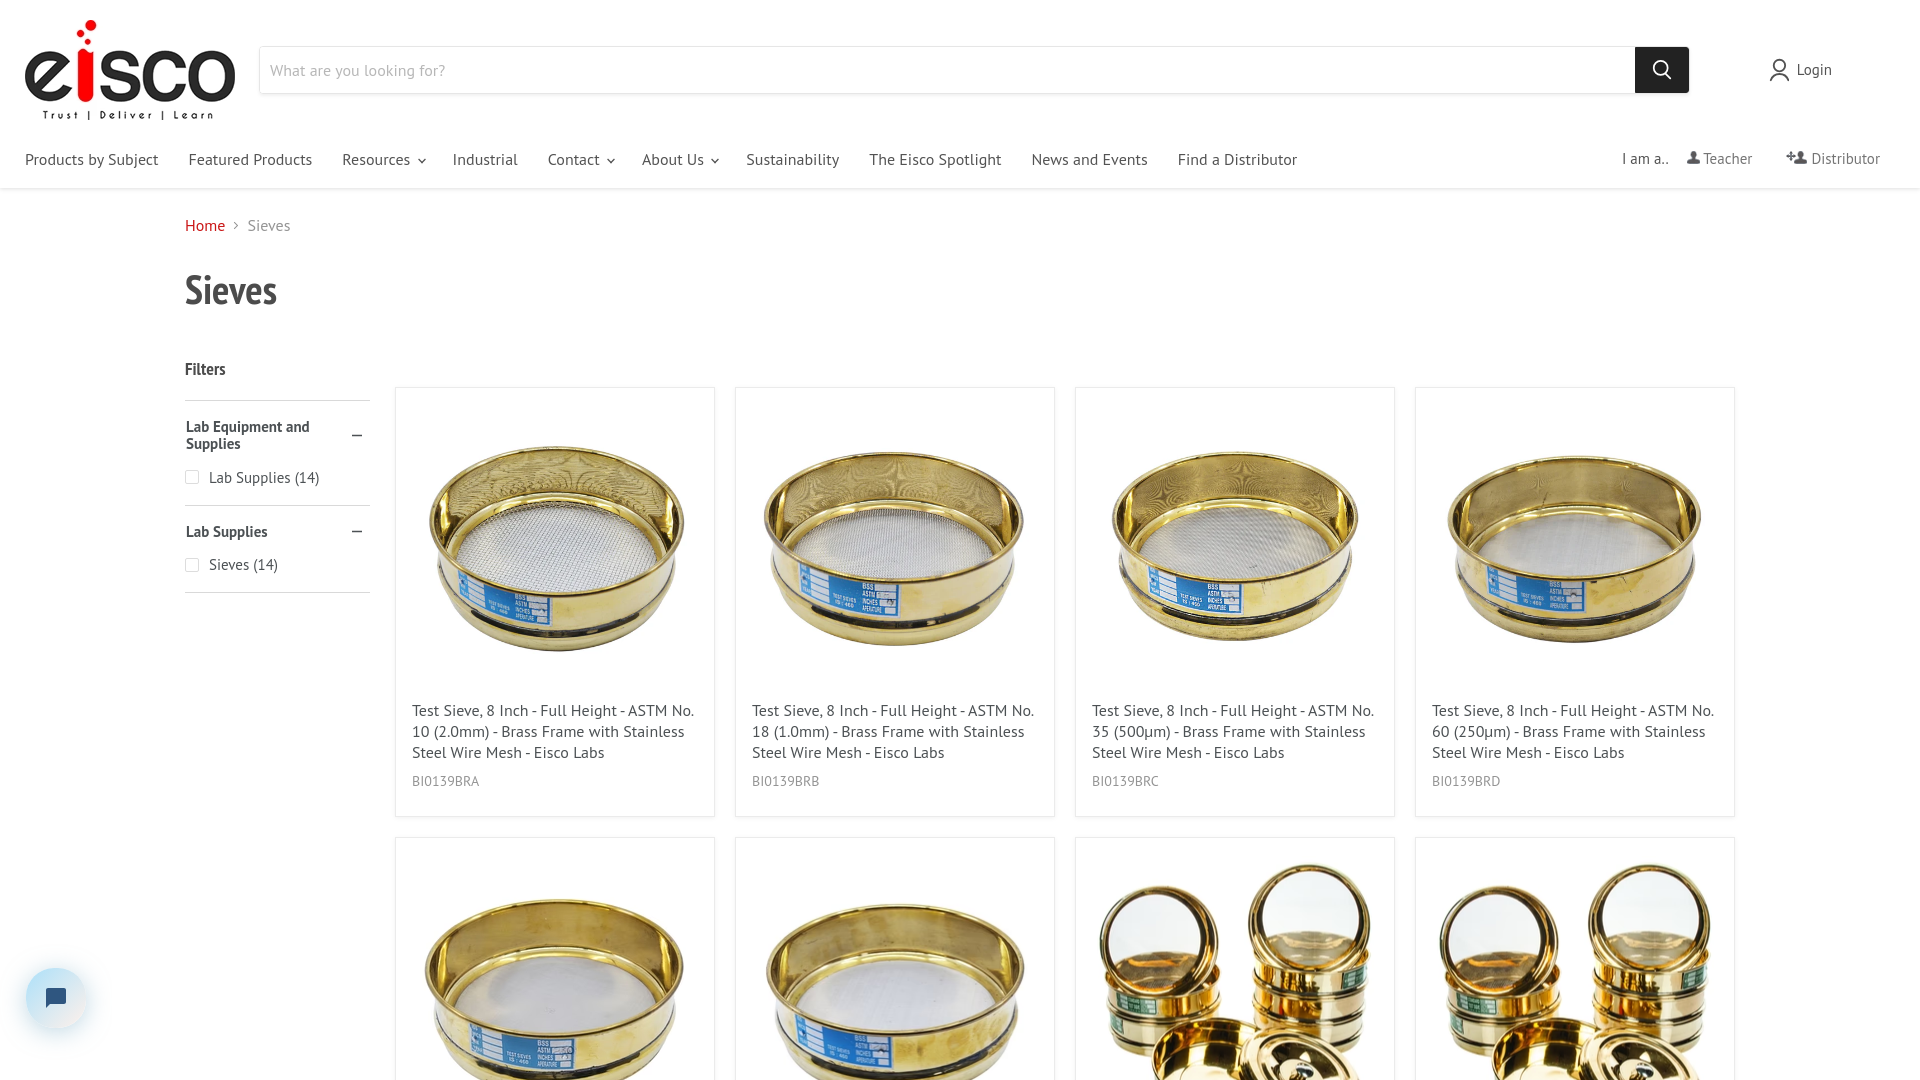 eisco
Trust | Deliver | Learn
What are you looking for?
Login
Products by Subject
Featured Products
Resources
Industrial
Contact
About Us
Sustainability
The Eisco Spotlight
News and Events
Find a Distributor
I am a..
Teacher
Distributor
Home
Sieves
Sieves
Filters
Lab Equipment and
Supplies
Lab Supplies (14)
Lab Supplies
Sieves (14)
Test Sieve, 8 Inch - Full Height - ASTM No.
10 (2.0mm) - Brass Frame with Stainless
Steel Wire Mesh - Eisco Labs
BI0139BRA
Test Sieve, 8 Inch - Full Height - ASTM No.
18 (1.0mm) - Brass Frame with Stainless
Steel Wire Mesh - Eisco Labs
BI0139BRB
Test Sieve, 8 Inch - Full Height - ASTM No.
35 (500µm) - Brass Frame with Stainless
Steel Wire Mesh - Eisco Labs
BI0139BRC
Test Sieve, 8 Inch - Full Height - ASTM No.
60 (250µm) - Brass Frame with Stainless
Steel Wire Mesh - Eisco Labs
BI0139BRD